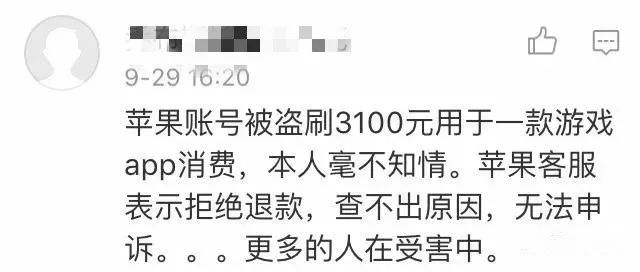 9-29 16:20
苹果账号被盗刷3100元用于一款游戏
app消费，本人毫不知情。苹果客服
表示拒绝退款，查不出原因，无法申
诉。。。更多的人在受害中。